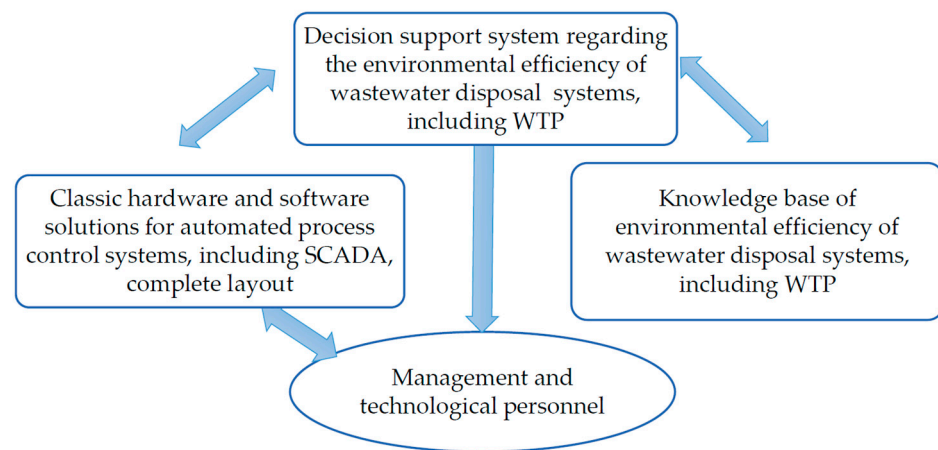 Decision support system regarding
the environmental efficiency of
wastewater disposal systems,
including WTP
Classic hardware and software
solutions for automated process
control systems, including SCADA,
complete layout
Knowledge base of
environmental efficiency of
wastewater disposal systems,
including WTP
Management and
technological personnel